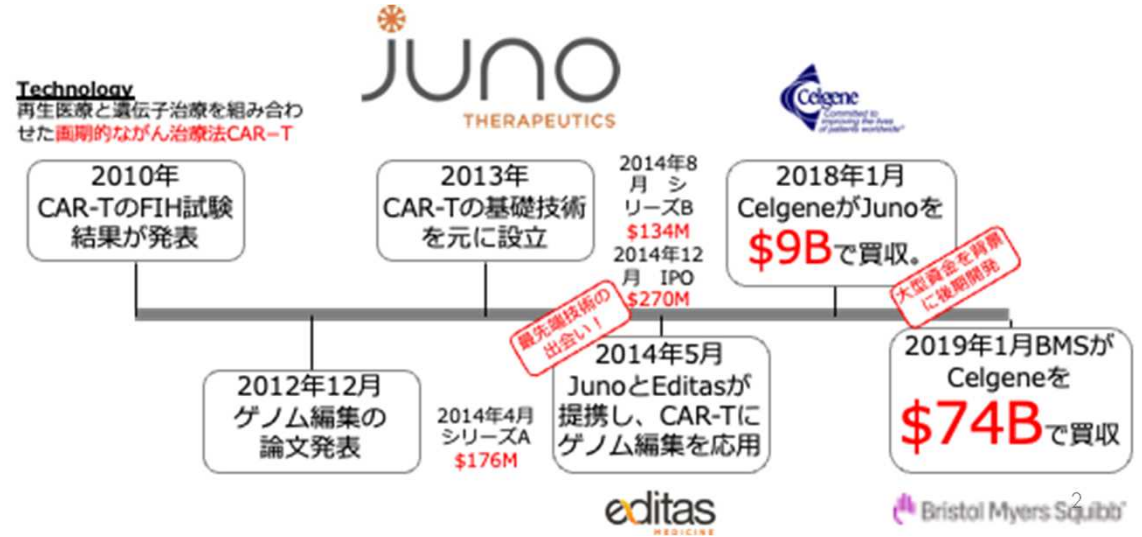 juno
THERAPEUTICS
Technology
再生医療と遺伝子治療を組み合わ
せた画期的ながん治療法CAR−T
Celgene
Committed to
improving the lives
of patients worldwide
2010年
CAR-TのFIH試験
結果が発表
2013年
CAR-Tの基礎技術
を元に設立
2014年8
月 シ
リーズB
$134M
2014年12
月 IPO
$270M
2018年1月
CelgeneがJunoを
$9Bで買収。
大型資金を背景
に後期開発
最先端技術の
出会い！
2012年12月
ゲノム編集の
論文発表
2014年4月
シリーズA
$176M
2014年5月
JunoとEditasが
提携し、CAR-Tに
ゲノム編集を応用
2019年1月BMSが
Celgeneを
$74Bで買収
editas
MEDICINE
Bristol Myers Squibb
2